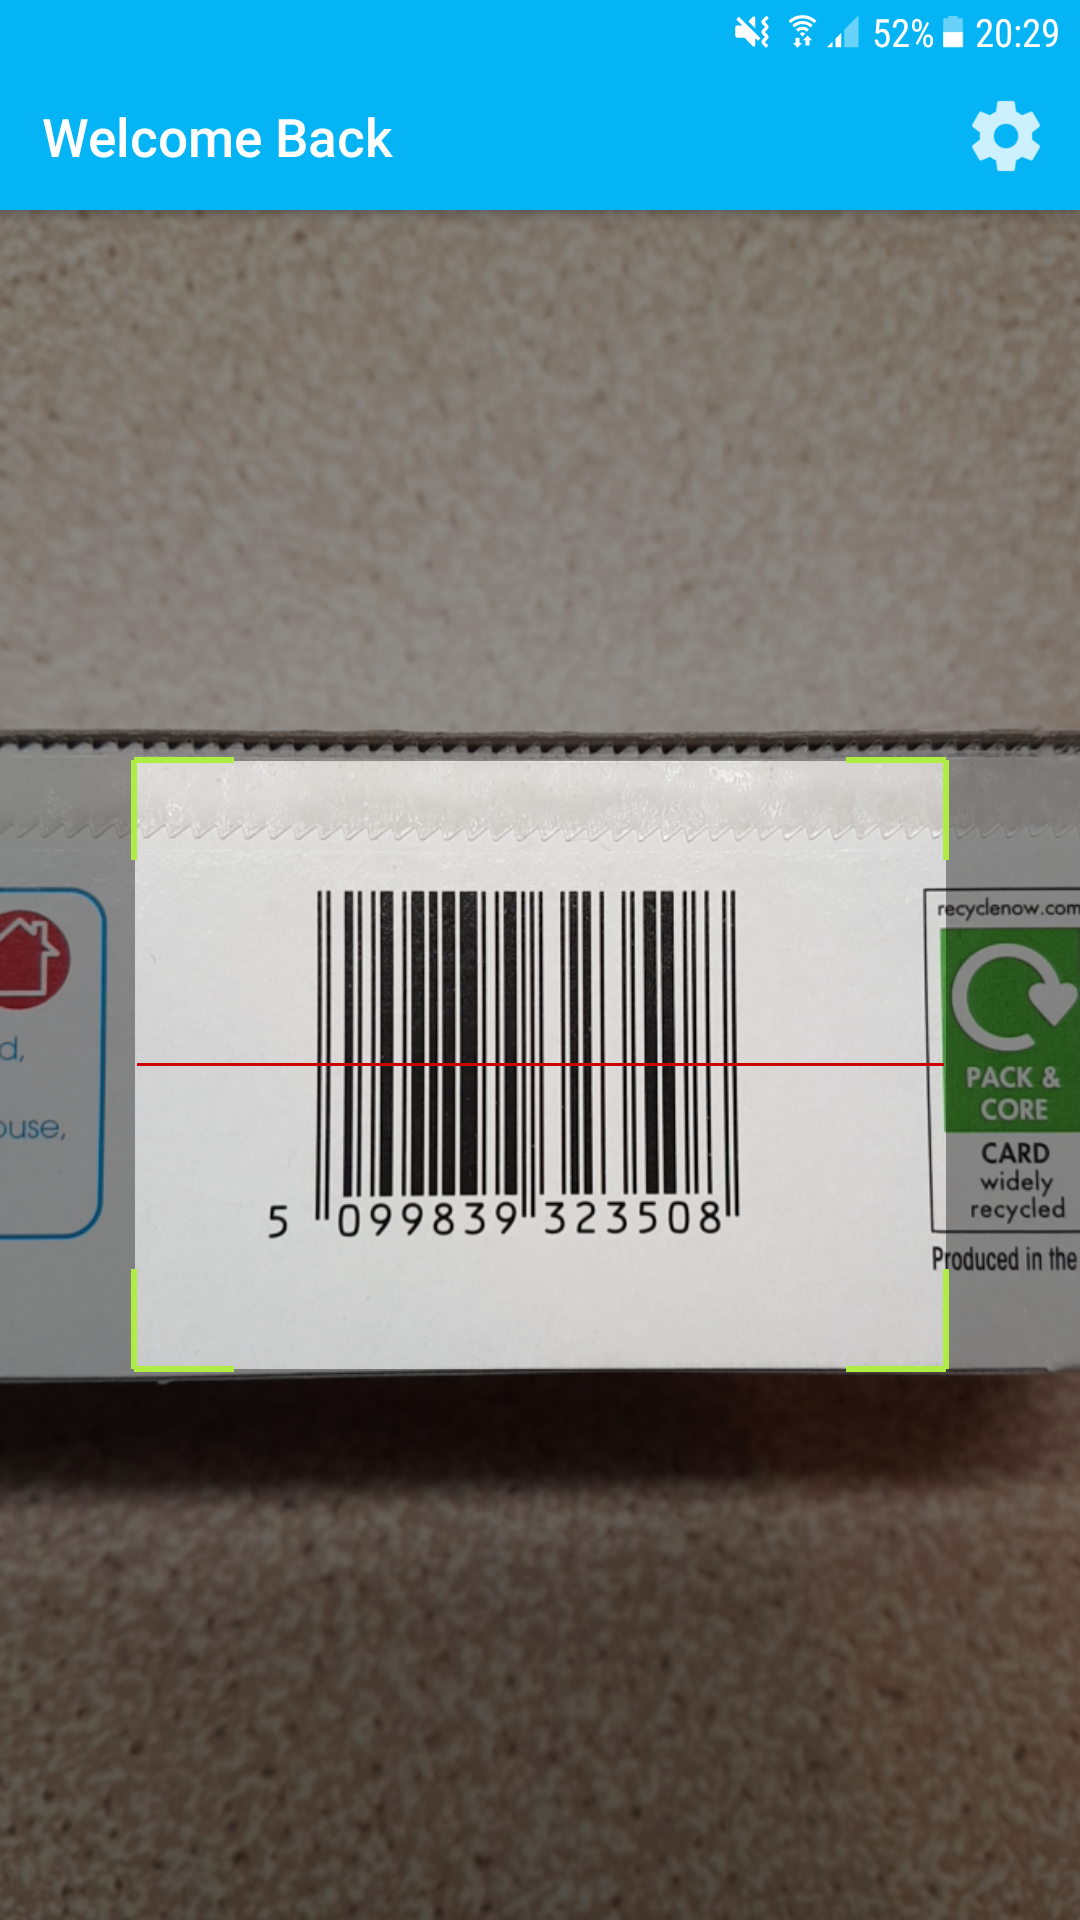 52% 20:29
Welcome Back
recyclenow.com
d,
ouse,
PACK &
CORE
CARD
widely
recycled
5 099839 323508
Produced in the